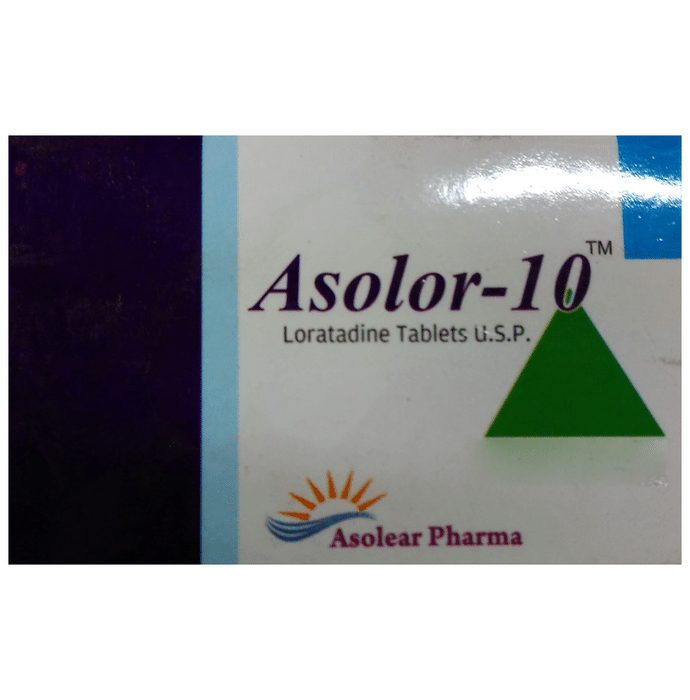 Asolor-10™
Loratadine Tablets U.S.P.
Asolear Pharma